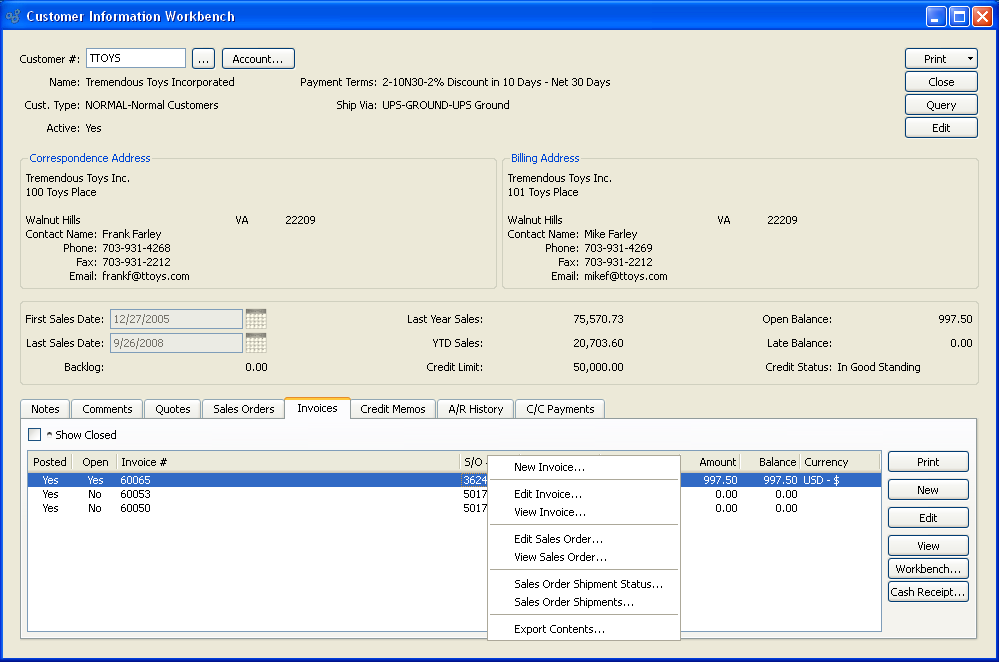 Customer Information Workbench
Customer #: TTOYS ... Account... Print
Name: Tremendous Toys Incorporated Payment Terms: 2-10N30-2% Discount in 10 Days - Net 30 Days Close
Cust. Type: NORMAL-Normal Customers Ship Via: UPS-GROUND-UPS Ground Query
Active: Yes Edit
Correspondence Address
Tremendous Toys Inc.
100 Toys Place
Walnut Hills VA 22209
Contact Name: Frank Farley
Phone: 703-931-4268
Fax: 703-931-2212
Email: frankf@ttoys.com
Billing Address
Tremendous Toys Inc.
101 Toys Place
Walnut Hills VA 22209
Contact Name: Mike Farley
Phone: 703-931-4269
Fax: 703-931-2212
Email: mikef@ttoys.com
First Sales Date: 12/27/2005 Last Year Sales: 75,570.73 Open Balance: 997.50
Last Sales Date: 9/26/2008 YTD Sales: 20,703.60 Late Balance: 0.00
Backlog: 0.00 Credit Limit: 50,000.00 Credit Status: In Good Standing
Notes Comments Quotes Sales Orders Invoices Credit Memos A/R History C/C Payments
^ Show Closed
Posted Open Invoice # S/O Amount Balance Currency
Yes Yes 60065 3624 997.50 997.50 USD - $
Yes No 60053 5017 0.00 0.00
Yes No 60050 5017 0.00 0.00
New Invoice...
Edit Invoice...
View Invoice...
Edit Sales Order...
View Sales Order...
Sales Order Shipment Status...
Sales Order Shipments...
Export Contents...
Print
New
Edit
View
Workbench...
Cash Receipt...